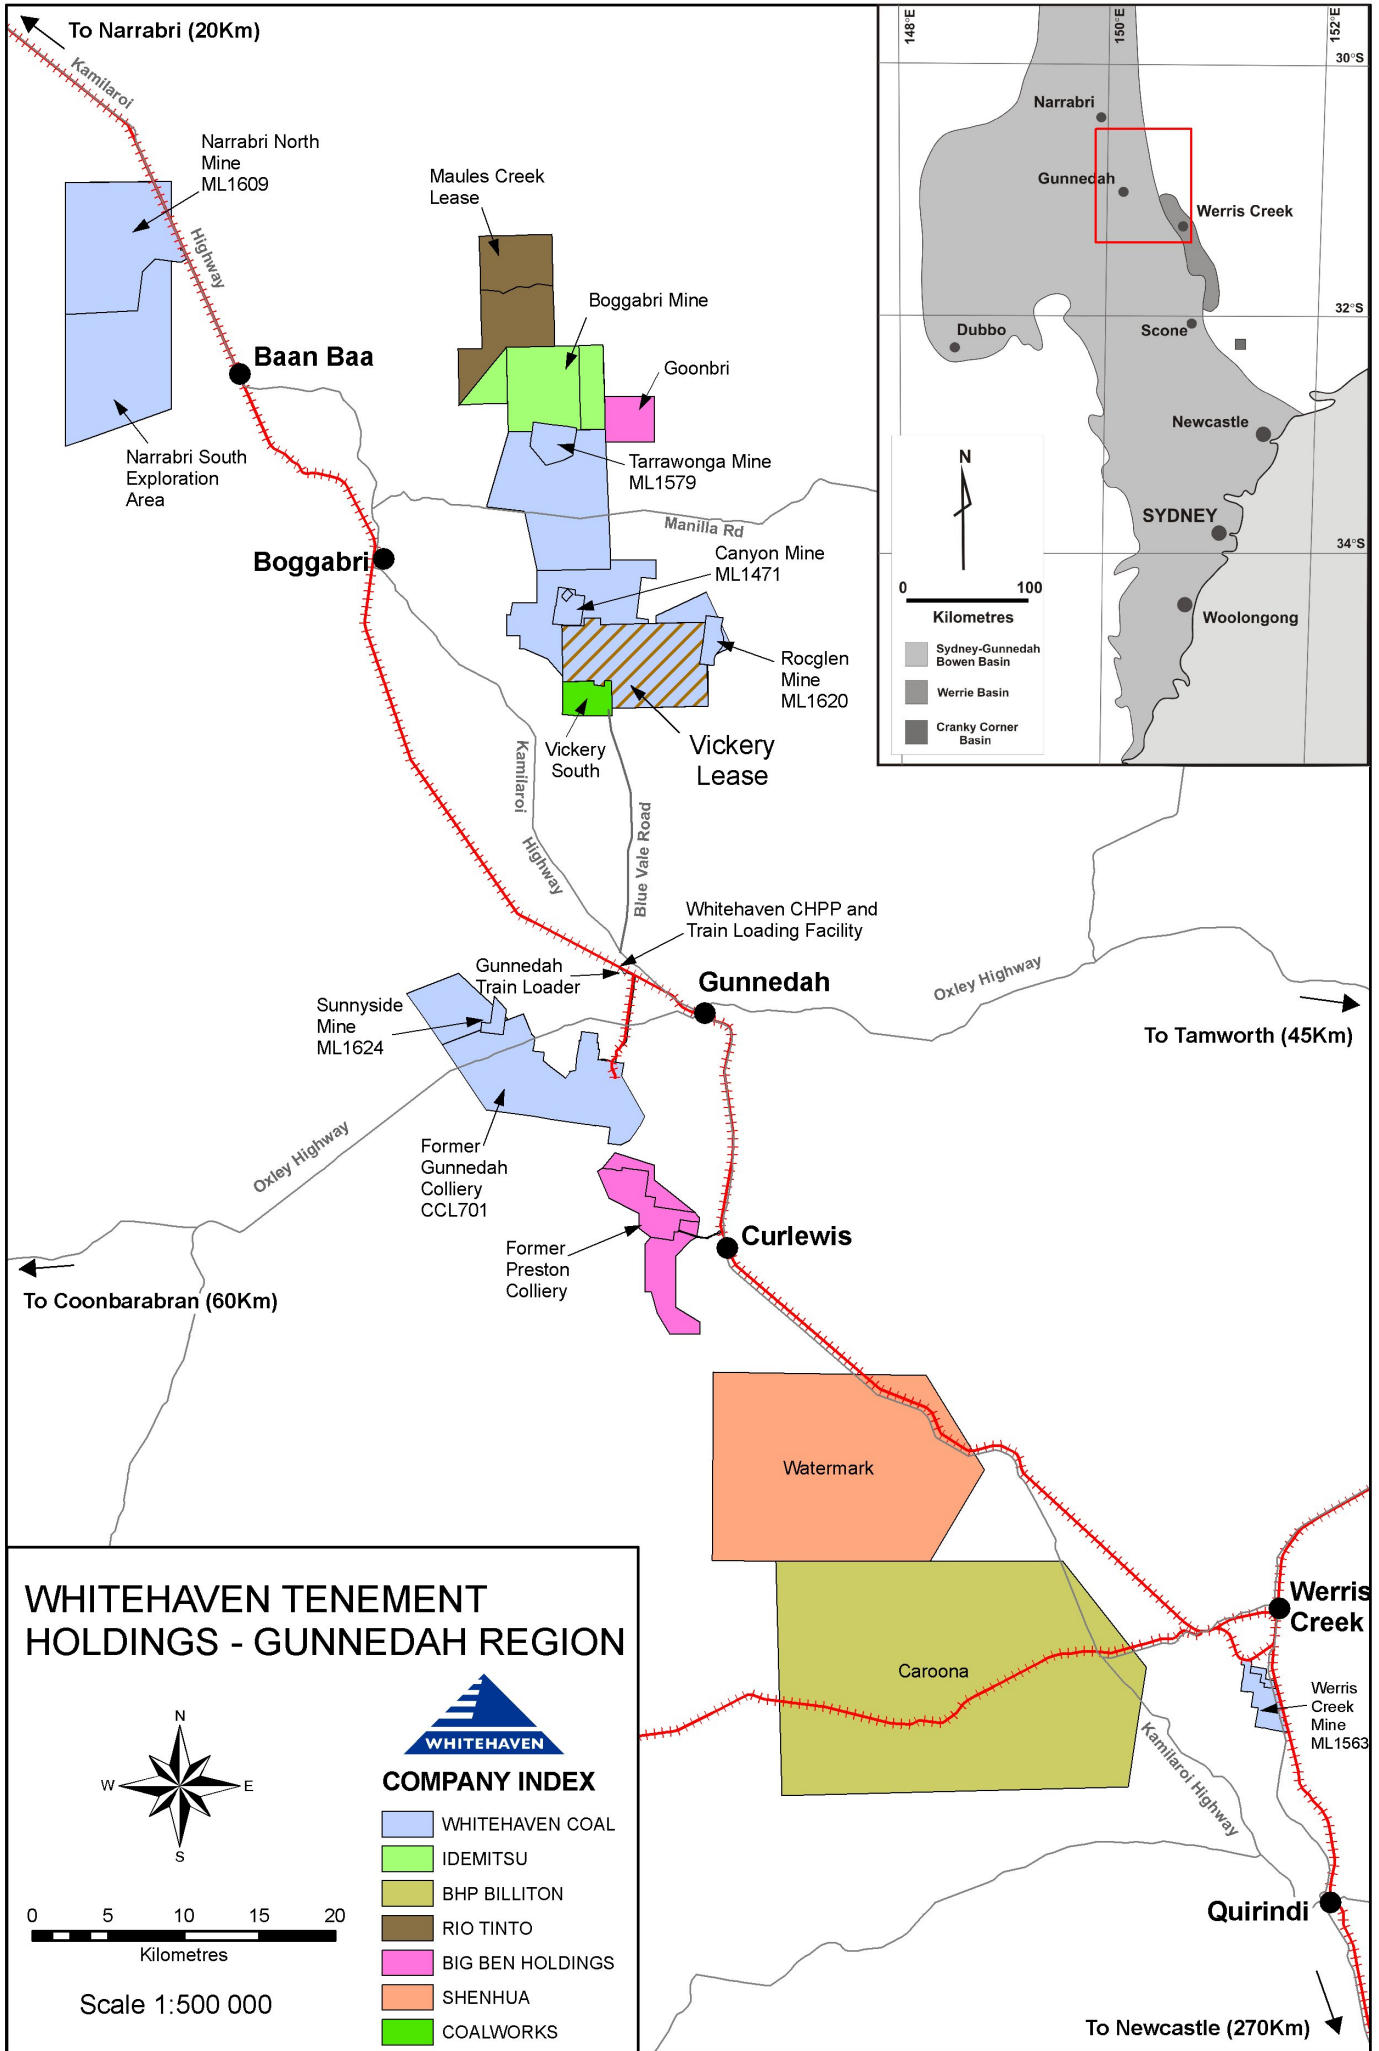 To Narrabri (20Km)
Kamilaroi
Highway
Narrabri North
Mine
ML1609
Maules Creek
Lease
Boggabri Mine
Goonbri
Baan Baa
Narrabri South
Exploration
Area
Tarrawonga Mine
ML1579
Manilla Rd
Boggabri
Canyon Mine
ML1471
Rocglen
Mine
ML1620
Vickery
South
Vickery
Lease
Kamilaroi
Highway
Blue Vale Road
Whitehaven CHPP and
Train Loading Facility
Gunnedah
Train Loader
Gunnedah
Oxley Highway
To Tamworth (45Km)
Sunnyside
Mine
ML1624
Former
Gunnedah
Colliery
CCL701
Oxley Highway
Former
Preston
Colliery
Curlewis
To Coonbarabran (60Km)
Watermark
Caroona
Werris
Creek
Werris
Creek
Mine
ML1563
Kamilaroi Highway
Quirindi
To Newcastle (270Km)
148°E
150°E
152°E
30°S
32°S
34°S
Narrabri
Gunnedah
Werris Creek
Dubbo
Scone
Newcastle
SYDNEY
Woolongong
N
0 100
Kilometres
Sydney-Gunnedah
Bowen Basin
Werrie Basin
Cranky Corner
Basin
WHITEHAVEN TENEMENT
HOLDINGS - GUNNEDAH REGION
N
W E
S
0 5 10 15 20
Kilometres
Scale 1:500 000
WHITEHAVEN
COMPANY INDEX
WHITEHAVEN COAL
IDEMITSU
BHP BILLITON
RIO TINTO
BIG BEN HOLDINGS
SHENHUA
COALWORKS